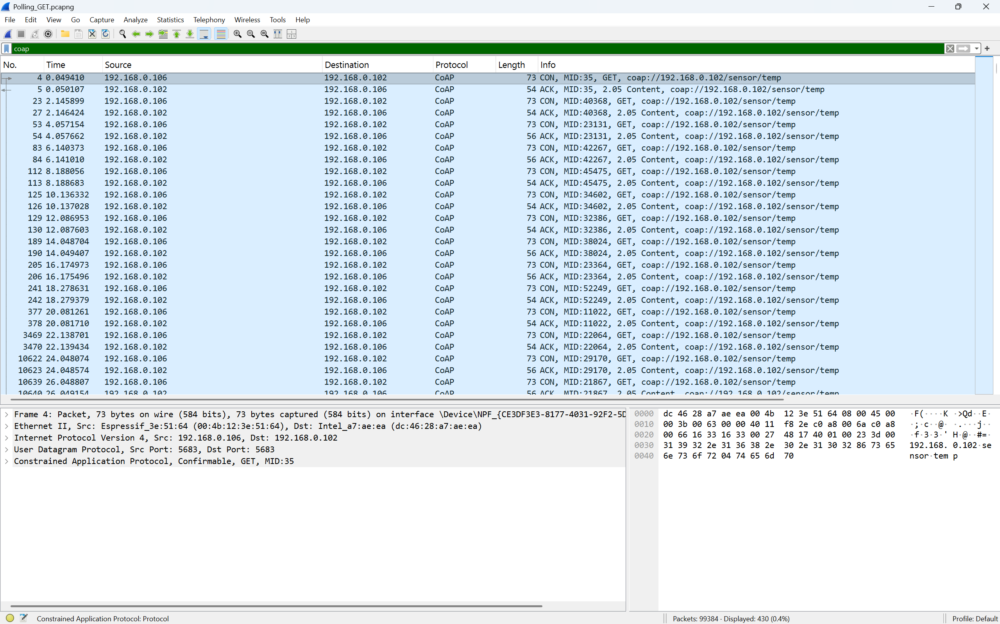 Polling_GET.pcapng
File Edit View Go Capture Analyze Statistics Telephony Wireless Tools Help
coap
No. Time Source Destination Protocol Length Info
4 0.049410 192.168.0.106 192.168.0.102 CoAP 73 CON, MID:35, GET, coap://192.168.0.102/sensor/temp
5 0.050107 192.168.0.102 192.168.0.106 CoAP 54 ACK, MID:35, 2.05 Content, coap://192.168.0.102/sensor/temp
23 2.145899 192.168.0.106 192.168.0.102 CoAP 73 CON, MID:40368, GET, coap://192.168.0.102/sensor/temp
27 2.146424 192.168.0.102 192.168.0.106 CoAP 54 ACK, MID:40368, 2.05 Content, coap://192.168.0.102/sensor/temp
53 4.057154 192.168.0.106 192.168.0.102 CoAP 73 CON, MID:23131, GET, coap://192.168.0.102/sensor/temp
54 4.057662 192.168.0.102 192.168.0.106 CoAP 56 ACK, MID:23131, 2.05 Content, coap://192.168.0.102/sensor/temp
83 6.140373 192.168.0.106 192.168.0.102 CoAP 73 CON, MID:42267, GET, coap://192.168.0.102/sensor/temp
84 6.141010 192.168.0.102 192.168.0.106 CoAP 56 ACK, MID:42267, 2.05 Content, coap://192.168.0.102/sensor/temp
112 8.188056 192.168.0.106 192.168.0.102 CoAP 73 CON, MID:45475, GET, coap://192.168.0.102/sensor/temp
113 8.188683 192.168.0.102 192.168.0.106 CoAP 54 ACK, MID:45475, 2.05 Content, coap://192.168.0.102/sensor/temp
125 10.136332 192.168.0.106 192.168.0.102 CoAP 73 CON, MID:34602, GET, coap://192.168.0.102/sensor/temp
126 10.137028 192.168.0.102 192.168.0.106 CoAP 54 ACK, MID:34602, 2.05 Content, coap://192.168.0.102/sensor/temp
129 12.086953 192.168.0.106 192.168.0.102 CoAP 73 CON, MID:32386, GET, coap://192.168.0.102/sensor/temp
130 12.087603 192.168.0.102 192.168.0.106 CoAP 54 ACK, MID:32386, 2.05 Content, coap://192.168.0.102/sensor/temp
189 14.048704 192.168.0.106 192.168.0.102 CoAP 73 CON, MID:38024, GET, coap://192.168.0.102/sensor/temp
190 14.049407 192.168.0.102 192.168.0.106 CoAP 56 ACK, MID:38024, 2.05 Content, coap://192.168.0.102/sensor/temp
205 16.174973 192.168.0.106 192.168.0.102 CoAP 73 CON, MID:23364, GET, coap://192.168.0.102/sensor/temp
206 16.175496 192.168.0.102 192.168.0.106 CoAP 56 ACK, MID:23364, 2.05 Content, coap://192.168.0.102/sensor/temp
241 18.278631 192.168.0.106 192.168.0.102 CoAP 73 CON, MID:52249, GET, coap://192.168.0.102/sensor/temp
242 18.279379 192.168.0.102 192.168.0.106 CoAP 54 ACK, MID:52249, 2.05 Content, coap://192.168.0.102/sensor/temp
377 20.081261 192.168.0.106 192.168.0.102 CoAP 73 CON, MID:11022, GET, coap://192.168.0.102/sensor/temp
378 20.081710 192.168.0.102 192.168.0.106 CoAP 54 ACK, MID:11022, 2.05 Content, coap://192.168.0.102/sensor/temp
3469 22.138701 192.168.0.106 192.168.0.102 CoAP 73 CON, MID:22064, GET, coap://192.168.0.102/sensor/temp
3470 22.139434 192.168.0.102 192.168.0.106 CoAP 54 ACK, MID:22064, 2.05 Content, coap://192.168.0.102/sensor/temp
10622 24.048074 192.168.0.106 192.168.0.102 CoAP 73 CON, MID:29170, GET, coap://192.168.0.102/sensor/temp
10623 24.048574 192.168.0.102 192.168.0.106 CoAP 56 ACK, MID:29170, 2.05 Content, coap://192.168.0.102/sensor/temp
10639 26.048807 192.168.0.106 192.168.0.102 CoAP 73 CON, MID:21867, GET, coap://192.168.0.102/sensor/temp
10640 26.049154 192.168.0.102 192.168.0.106 CoAP 56 ACK, MID:21867, 2.05 Content, coap://192.168.0.102/sensor/temp
Frame 4: Packet, 73 bytes on wire (584 bits), 73 bytes captured (584 bits) on interface \Device\NPF_{CE3DF3E3-8177-4031-92F2-5D
Ethernet II, Src: Espressif_3e:51:64 (00:4b:12:3e:51:64), Dst: Intel_a7:ae:ea (dc:46:28:a7:ae:ea)
Internet Protocol Version 4, Src: 192.168.0.106, Dst: 192.168.0.102
User Datagram Protocol, Src Port: 5683, Dst Port: 5683
Constrained Application Protocol, Confirmable, GET, MID:35
0000 dc 46 28 a7 ae ea 00 4b 12 3e 51 64 08 00 45 00 ·F(····K ·>Qd··E·
0010 00 3b 00 63 00 00 40 11 f8 2e c0 a8 00 6a c0 a8 ·;·c··@· ·.···j··
0020 00 66 16 33 16 33 00 27 48 17 40 01 00 23 3d 00 ·f·3·3·' H·@··#=·
0030 31 39 32 2e 31 36 38 2e 30 2e 31 30 32 86 73 65 192.168. 0.102·se
0040 6e 73 6f 72 04 74 65 6d 70 nsor·tem p
Constrained Application Protocol: Protocol
Packets: 99384 · Displayed: 430 (0.4%)
Profile: Default